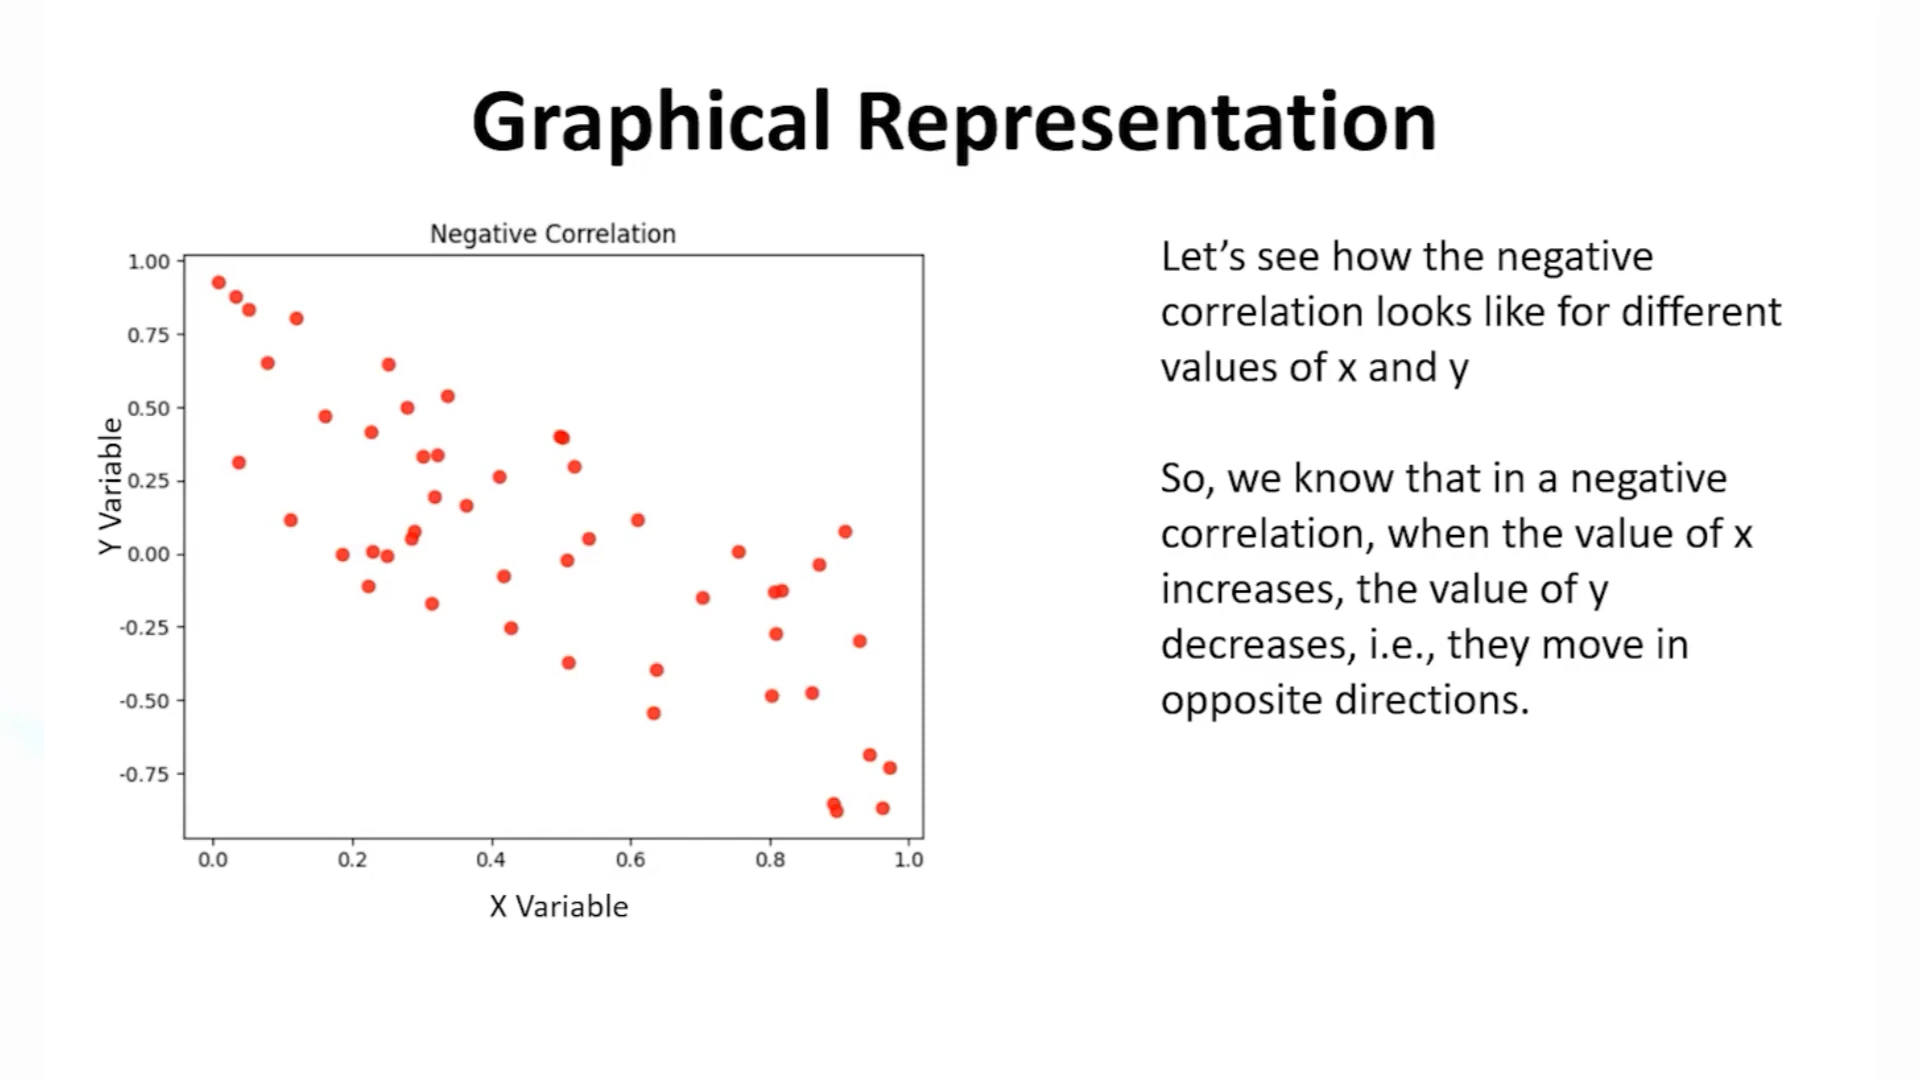 Graphical Representation
Negative Correlation
1.00
0.75
0.50
0.25
0.00
-0.25
-0.50
-0.75
Y Variable
0.0 0.2 0.4 0.6 0.8 1.0
X Variable
Let’s see how the negative
correlation looks like for different
values of x and y
So, we know that in a negative
correlation, when the value of x
increases, the value of y
decreases, i.e., they move in
opposite directions.